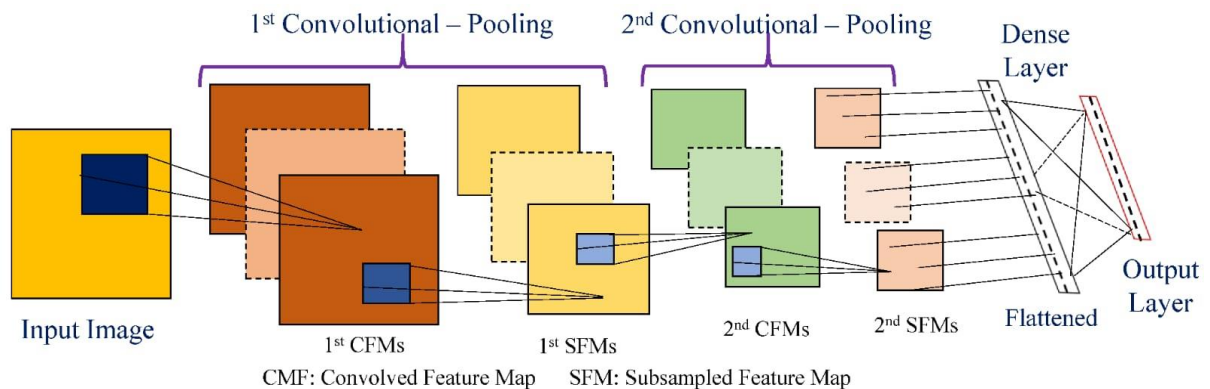 1st Convolutional – Pooling
2nd Convolutional – Pooling
Dense
Layer
Input Image
1st CFMs
1st SFMs
2nd CFMs
2nd SFMs
Flattened
Output
Layer
CMF: Convolved Feature Map SFM: Subsampled Feature Map